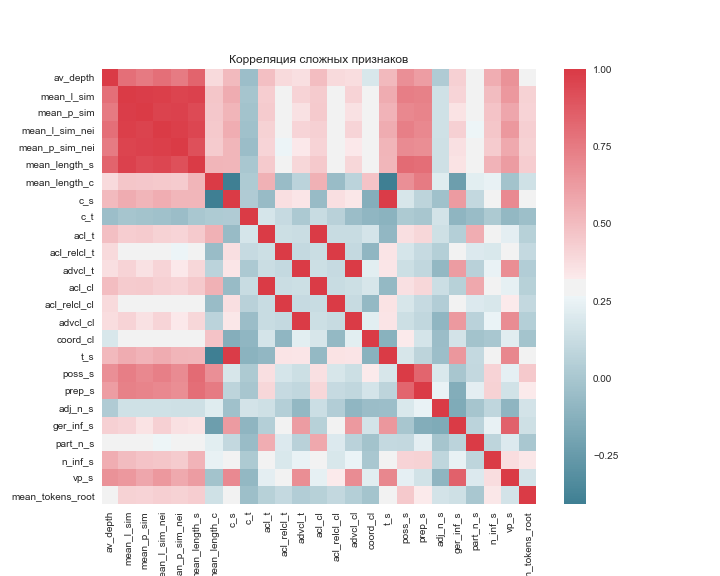 Корреляция сложных признаков
av_depth
mean_l_sim
mean_p_sim
mean_l_sim_nei
mean_p_sim_nei
mean_length_s
mean_length_c
c_s
c_t
acl_t
acl_relcl_t
advcl_t
acl_cl
acl_relcl_cl
advcl_cl
coord_cl
t_s
poss_s
prep_s
adj_n_s
ger_inf_s
part_n_s
n_inf_s
vp_s
mean_tokens_root
av_depth
mean_l_sim
mean_p_sim
ean_l_sim_nei
ean_p_sim_nei
mean_length_s
mean_length_c
c_s
c_t
acl_t
acl_relcl_t
advcl_t
acl_cl
acl_relcl_cl
advcl_cl
coord_cl
t_s
poss_s
prep_s
adj_n_s
ger_inf_s
part_n_s
n_inf_s
vp_s
n_tokens_root
1.00
0.75
0.50
0.25
0.00
−0.25